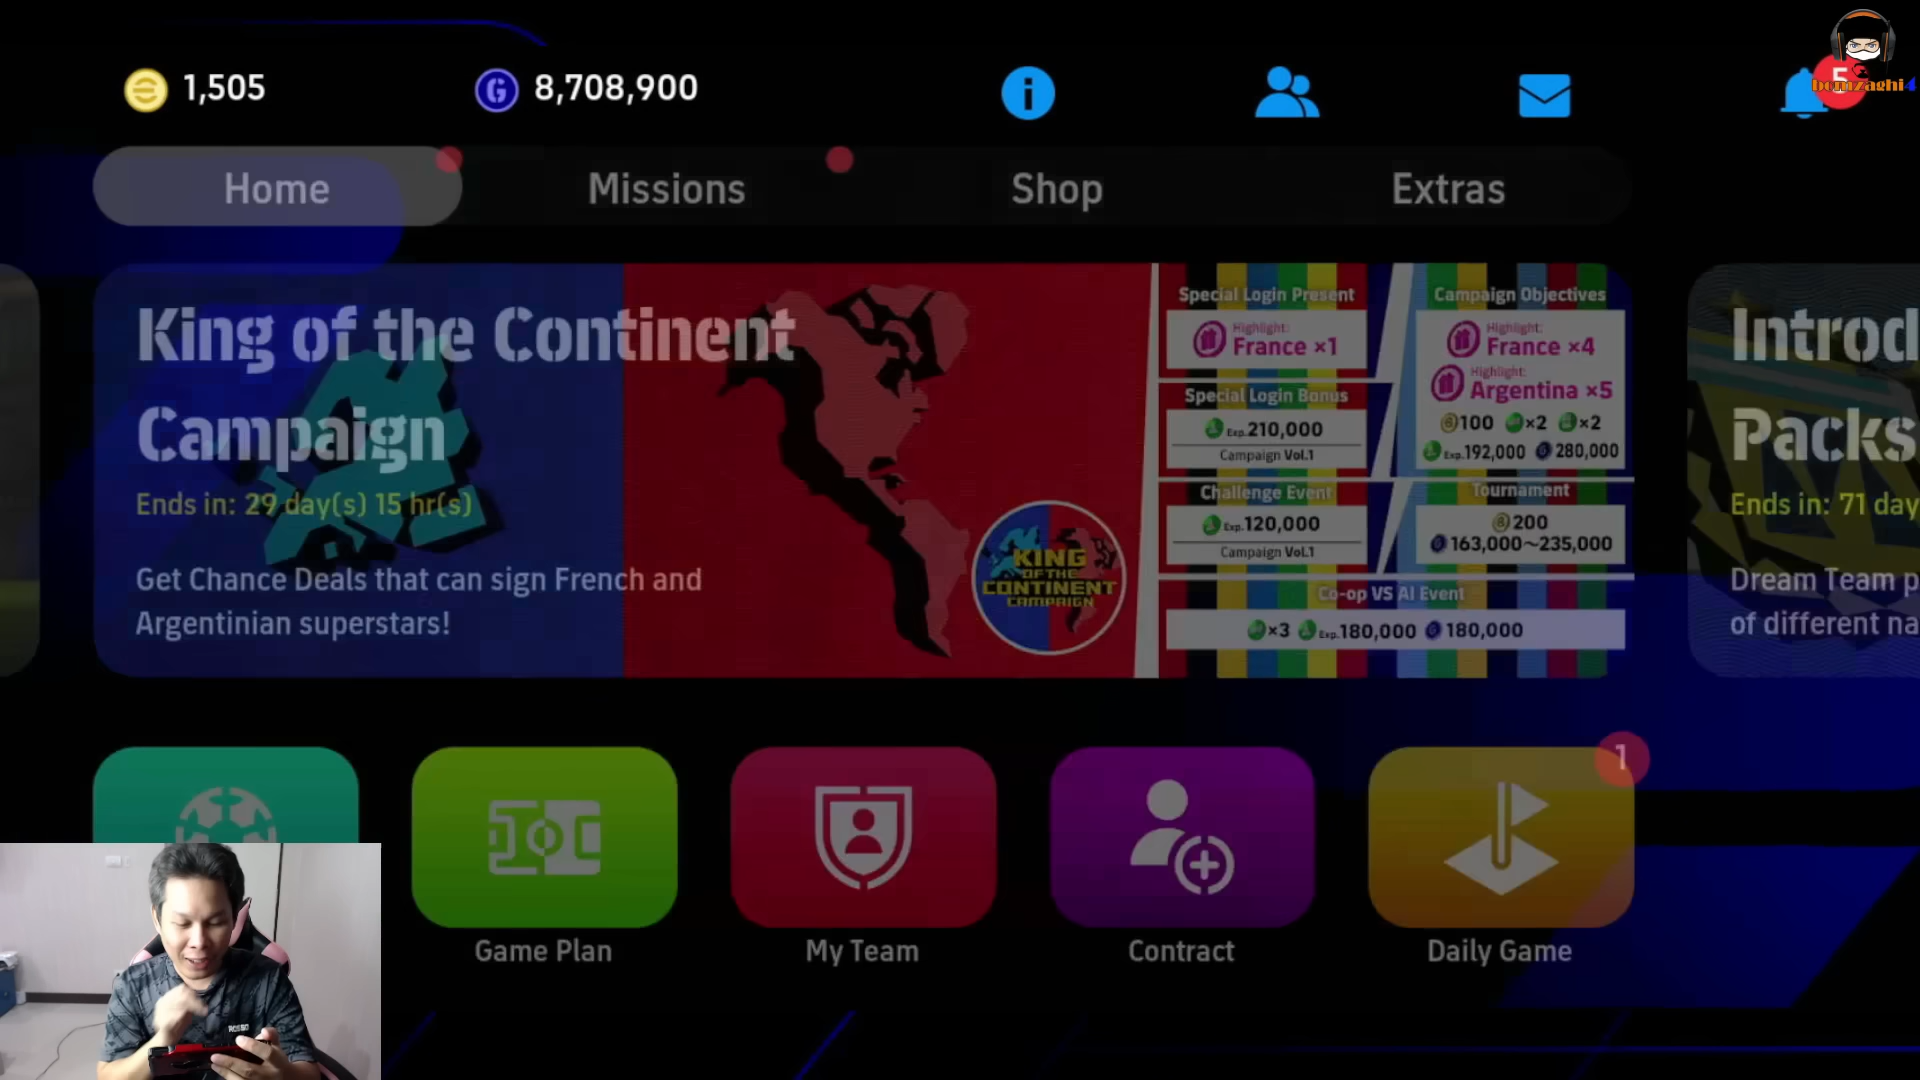 1,505
8,708,900
5
bomzaghi4
Home
Missions
Shop
Extras
King of the Continent
Campaign
Ends in: 29 day(s) 15 hr(s)
Get Chance Deals that can sign French and
Argentinian superstars!
KING
OF THE
CONTINENT
CAMPAIGN
Special Login Present
Highlight:
France ×1
Special Login Bonus
Exp.210,000
Campaign Vol.1
Challenge Event
Exp.120,000
Campaign Vol.1
Campaign Objectives
Highlight:
France ×4
Highlight:
Argentina ×5
100 ×2 ×2
Exp.192,000 280,000
Tournament
200
163,000~235,000
Co-op VS AI Event
×3 Exp.180,000 180,000
Introd
Packs
Ends in: 71 day
Dream Team p
of different na
1
Game Plan
My Team
Contract
Daily Game